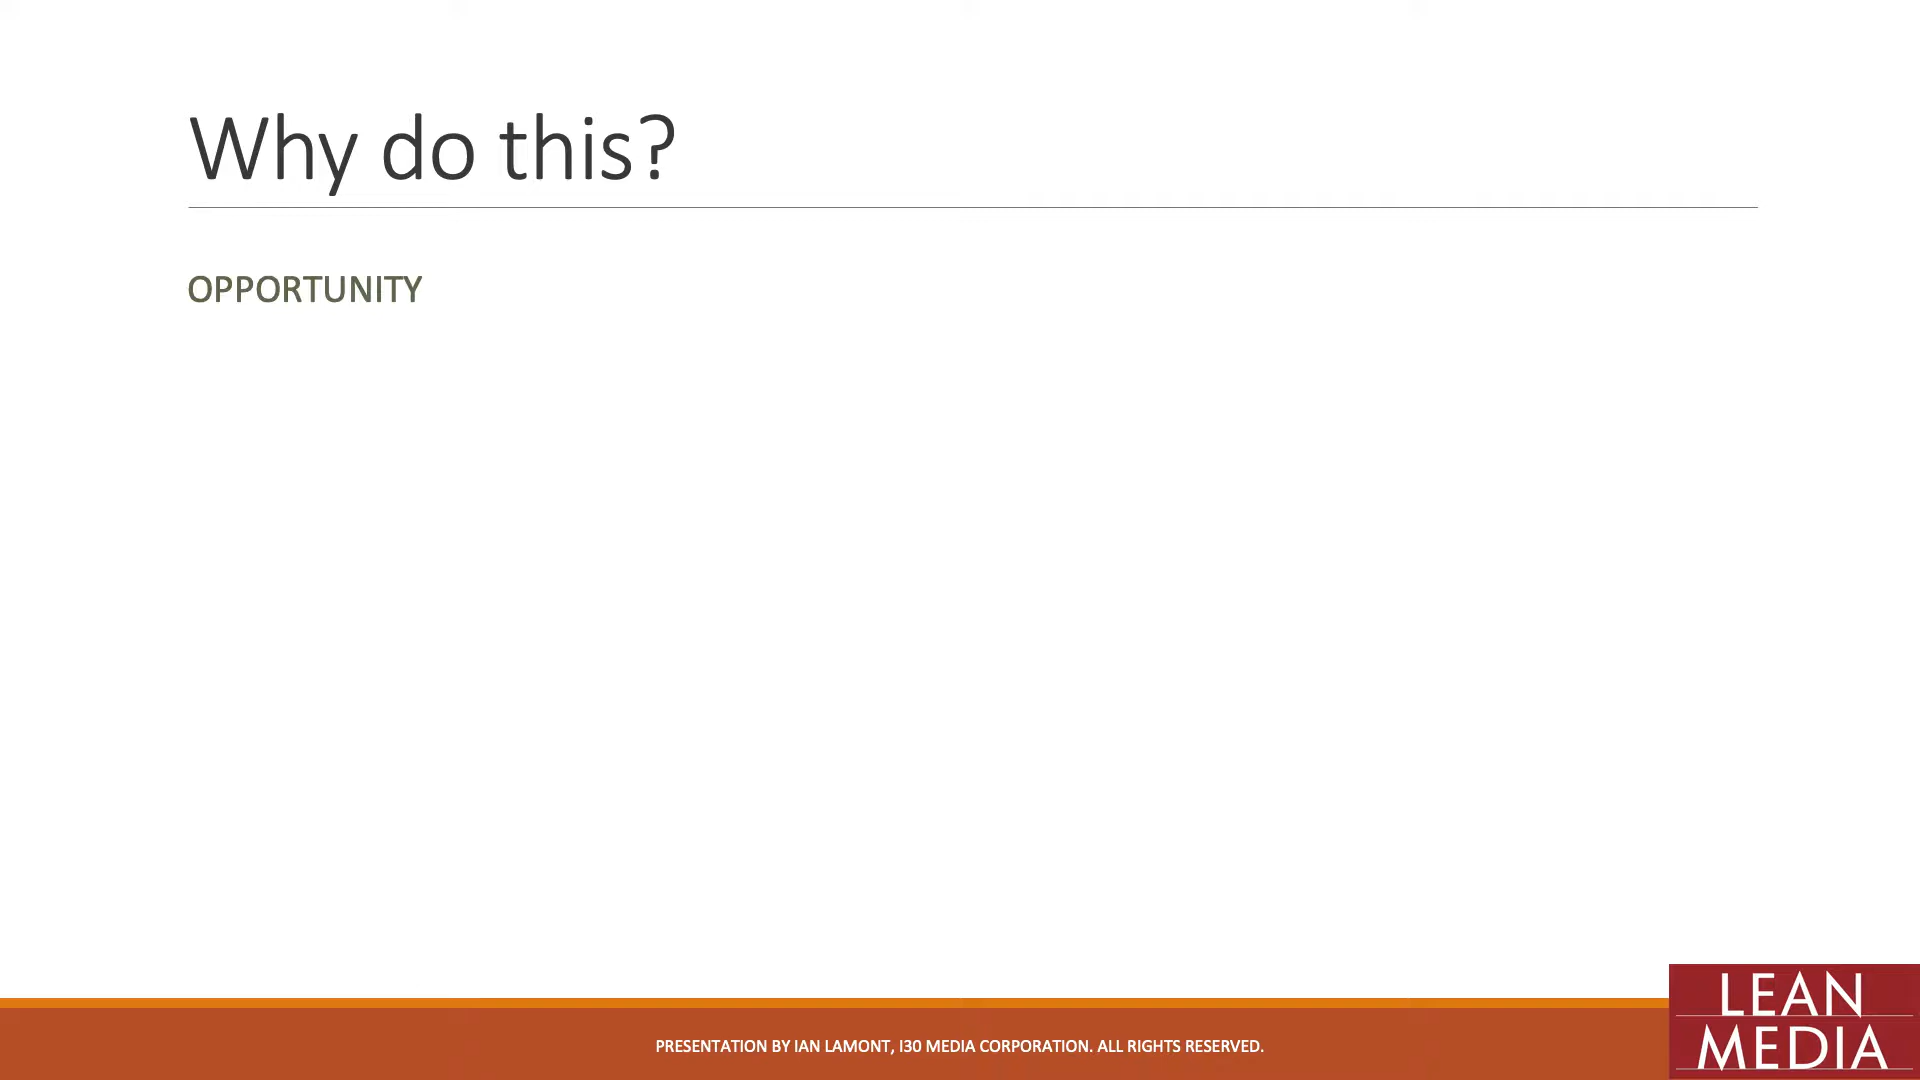 Why do this?
OPPORTUNITY
PRESENTATION BY IAN LAMONT, I30 MEDIA CORPORATION. ALL RIGHTS RESERVED.
LEAN
MEDIA